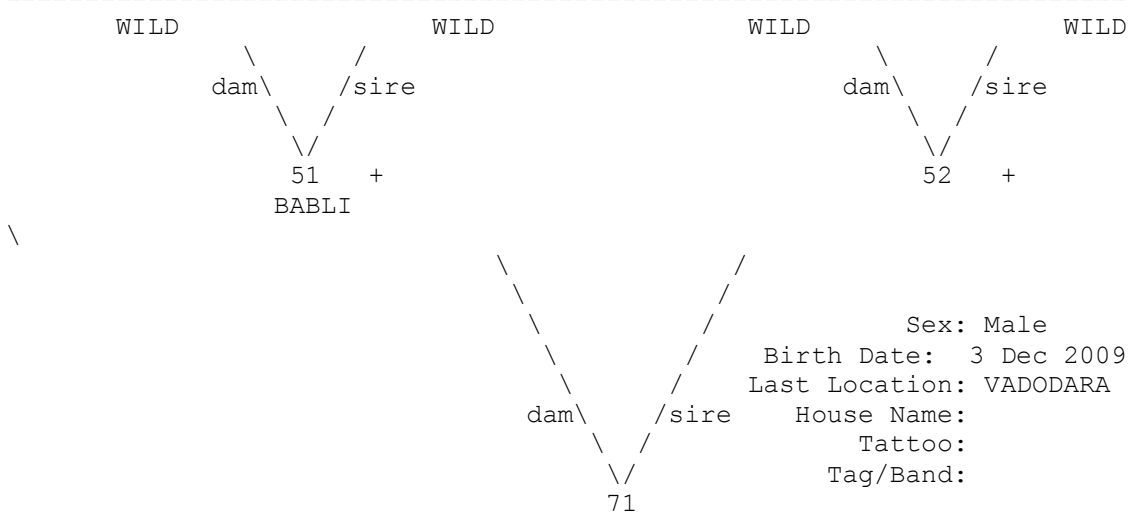 WILD WILD WILD WILD
\ / \ /
dam\ /sire dam\ /sire
\ / \ /
\/ \/
51 + 52 +
BABLI
\
\ /
\ /
\ / Sex: Male
\ / Birth Date: 3 Dec 2009
\ / Last Location: VADODARA
dam\ /sire House Name:
\ / Tattoo:
\/ Tag/Band:
71